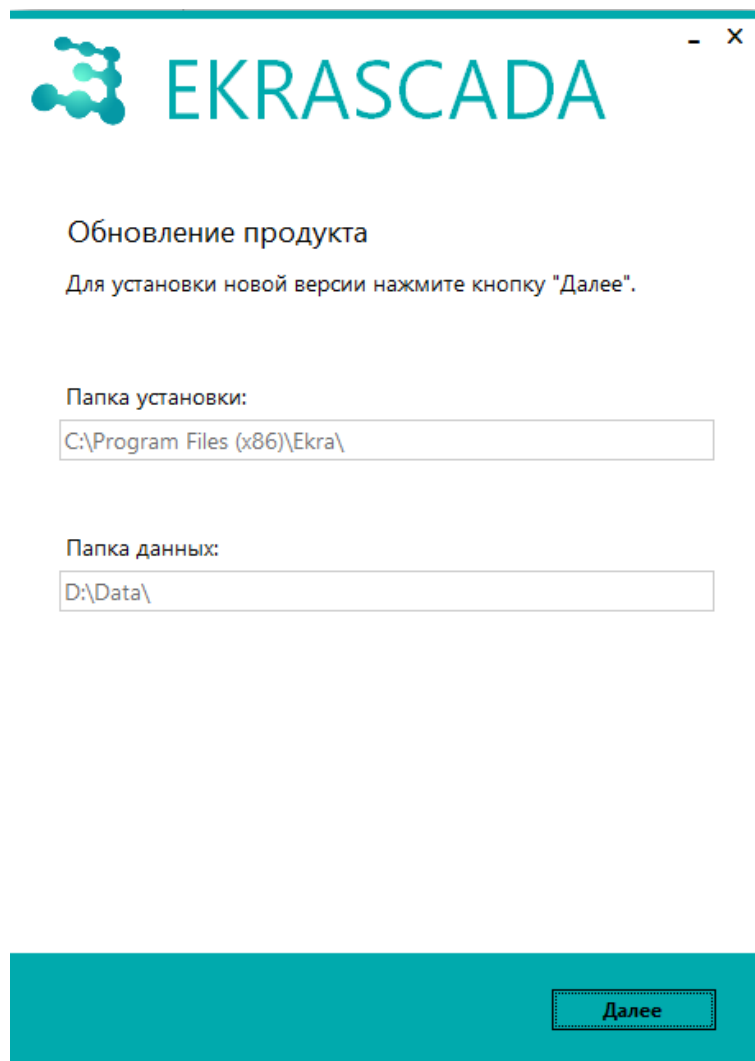 EKRASCADA
Обновление продукта
Для установки новой версии нажмите кнопку "Далее".
Папка установки:
C:\Program Files (x86)\Ekra\
Папка данных:
D:\Data\
Далее